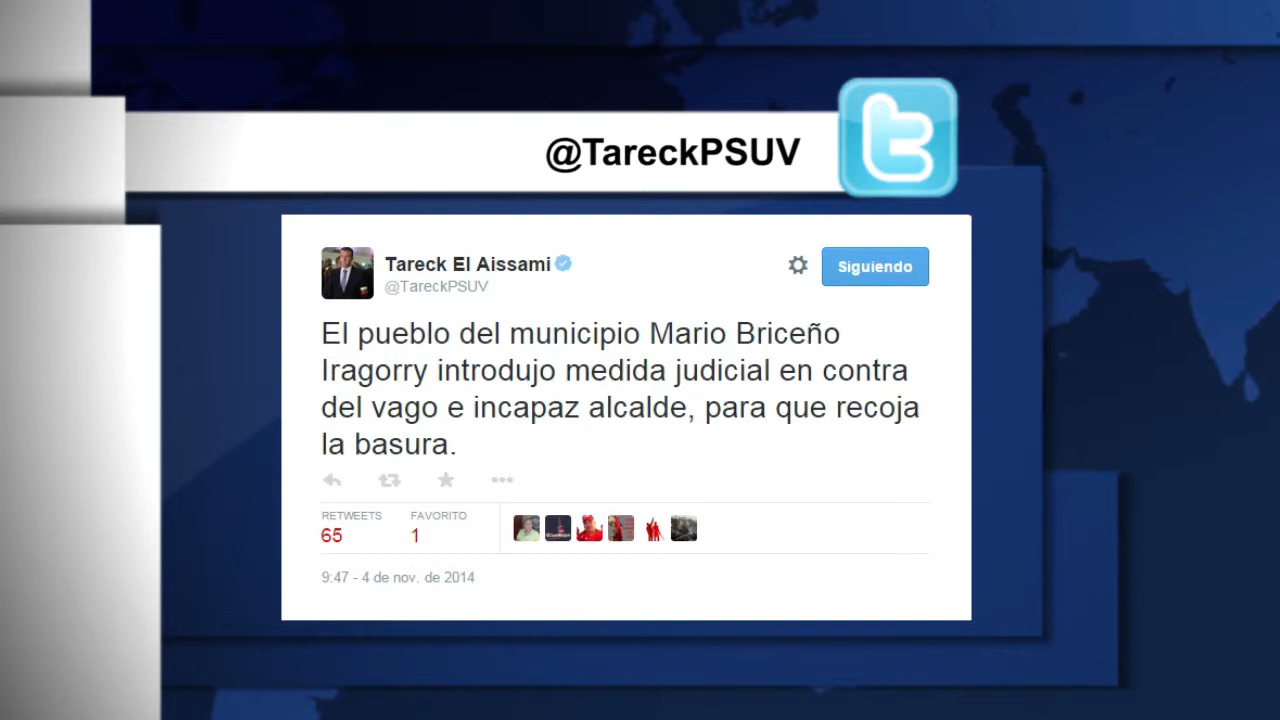 @TareckPSUV
Tareck El Aissami
@TareckPSUV
Siguiendo
El pueblo del municipio Mario Briceño
Iragorry introdujo medida judicial en contra
del vago e incapaz alcalde, para que recoja
la basura.
RETWEETS
65
FAVORITO
1
9:47 - 4 de nov. de 2014